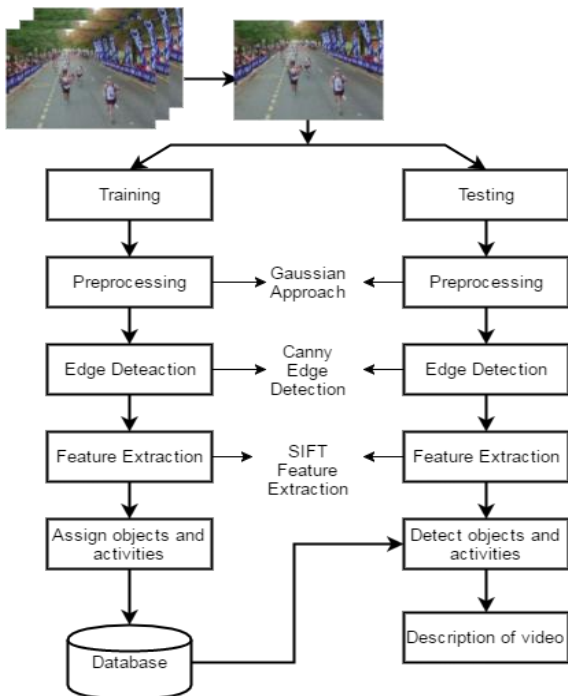 Training
Testing
Preprocessing
Gaussian
Approach
Preprocessing
Edge Deteaction
Canny
Edge
Detection
Edge Detection
Feature Extraction
SIFT
Feature
Extraction
Feature Extraction
Assign objects and
activities
Detect objects and
activities
Database
Description of video